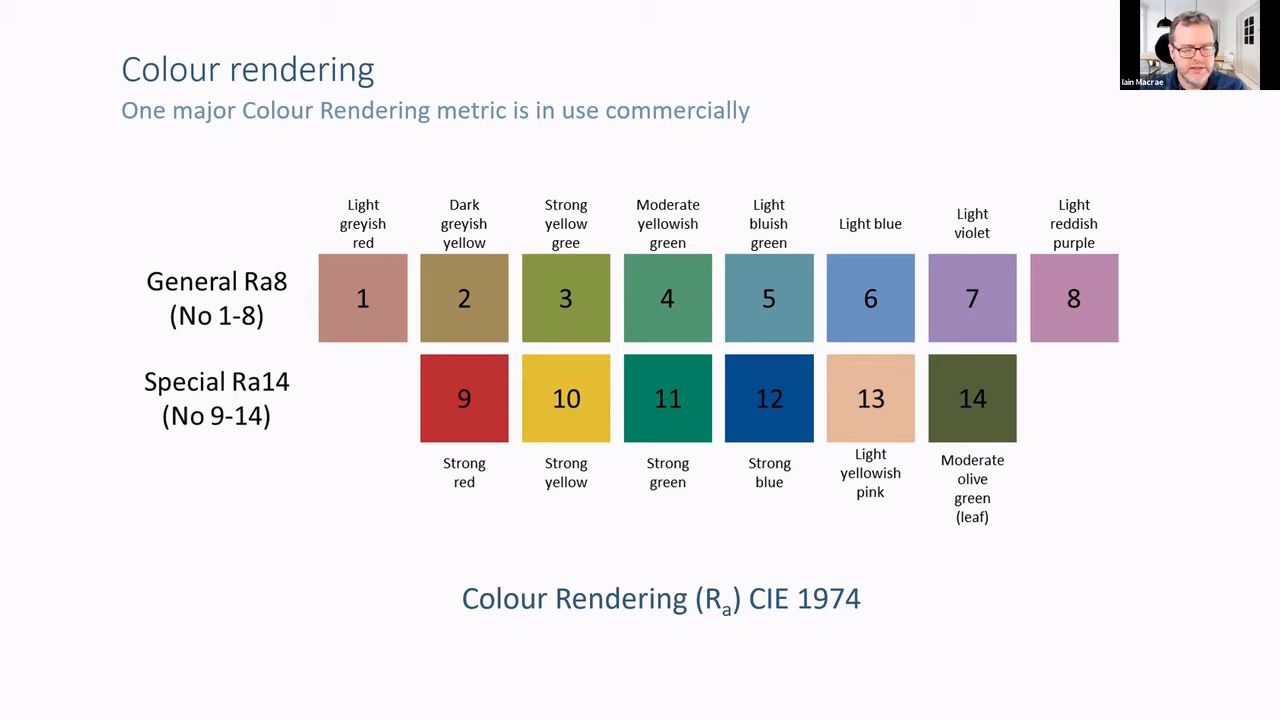 Iain Macrae
Colour rendering
One major Colour Rendering metric is in use commercially
Light
greyish
red
Dark
greyish
yellow
Strong
yellow
gree
Moderate
yellowish
green
Light
bluish
green
Light blue
Light
violet
Light
reddish
purple
General Ra8
(No 1-8)
1
2
3
4
5
6
7
8
Special Ra14
(No 9-14)
9
10
11
12
13
14
Strong
red
Strong
yellow
Strong
green
Strong
blue
Light
yellowish
pink
Moderate
olive
green
(leaf)
Colour Rendering (Ra) CIE 1974